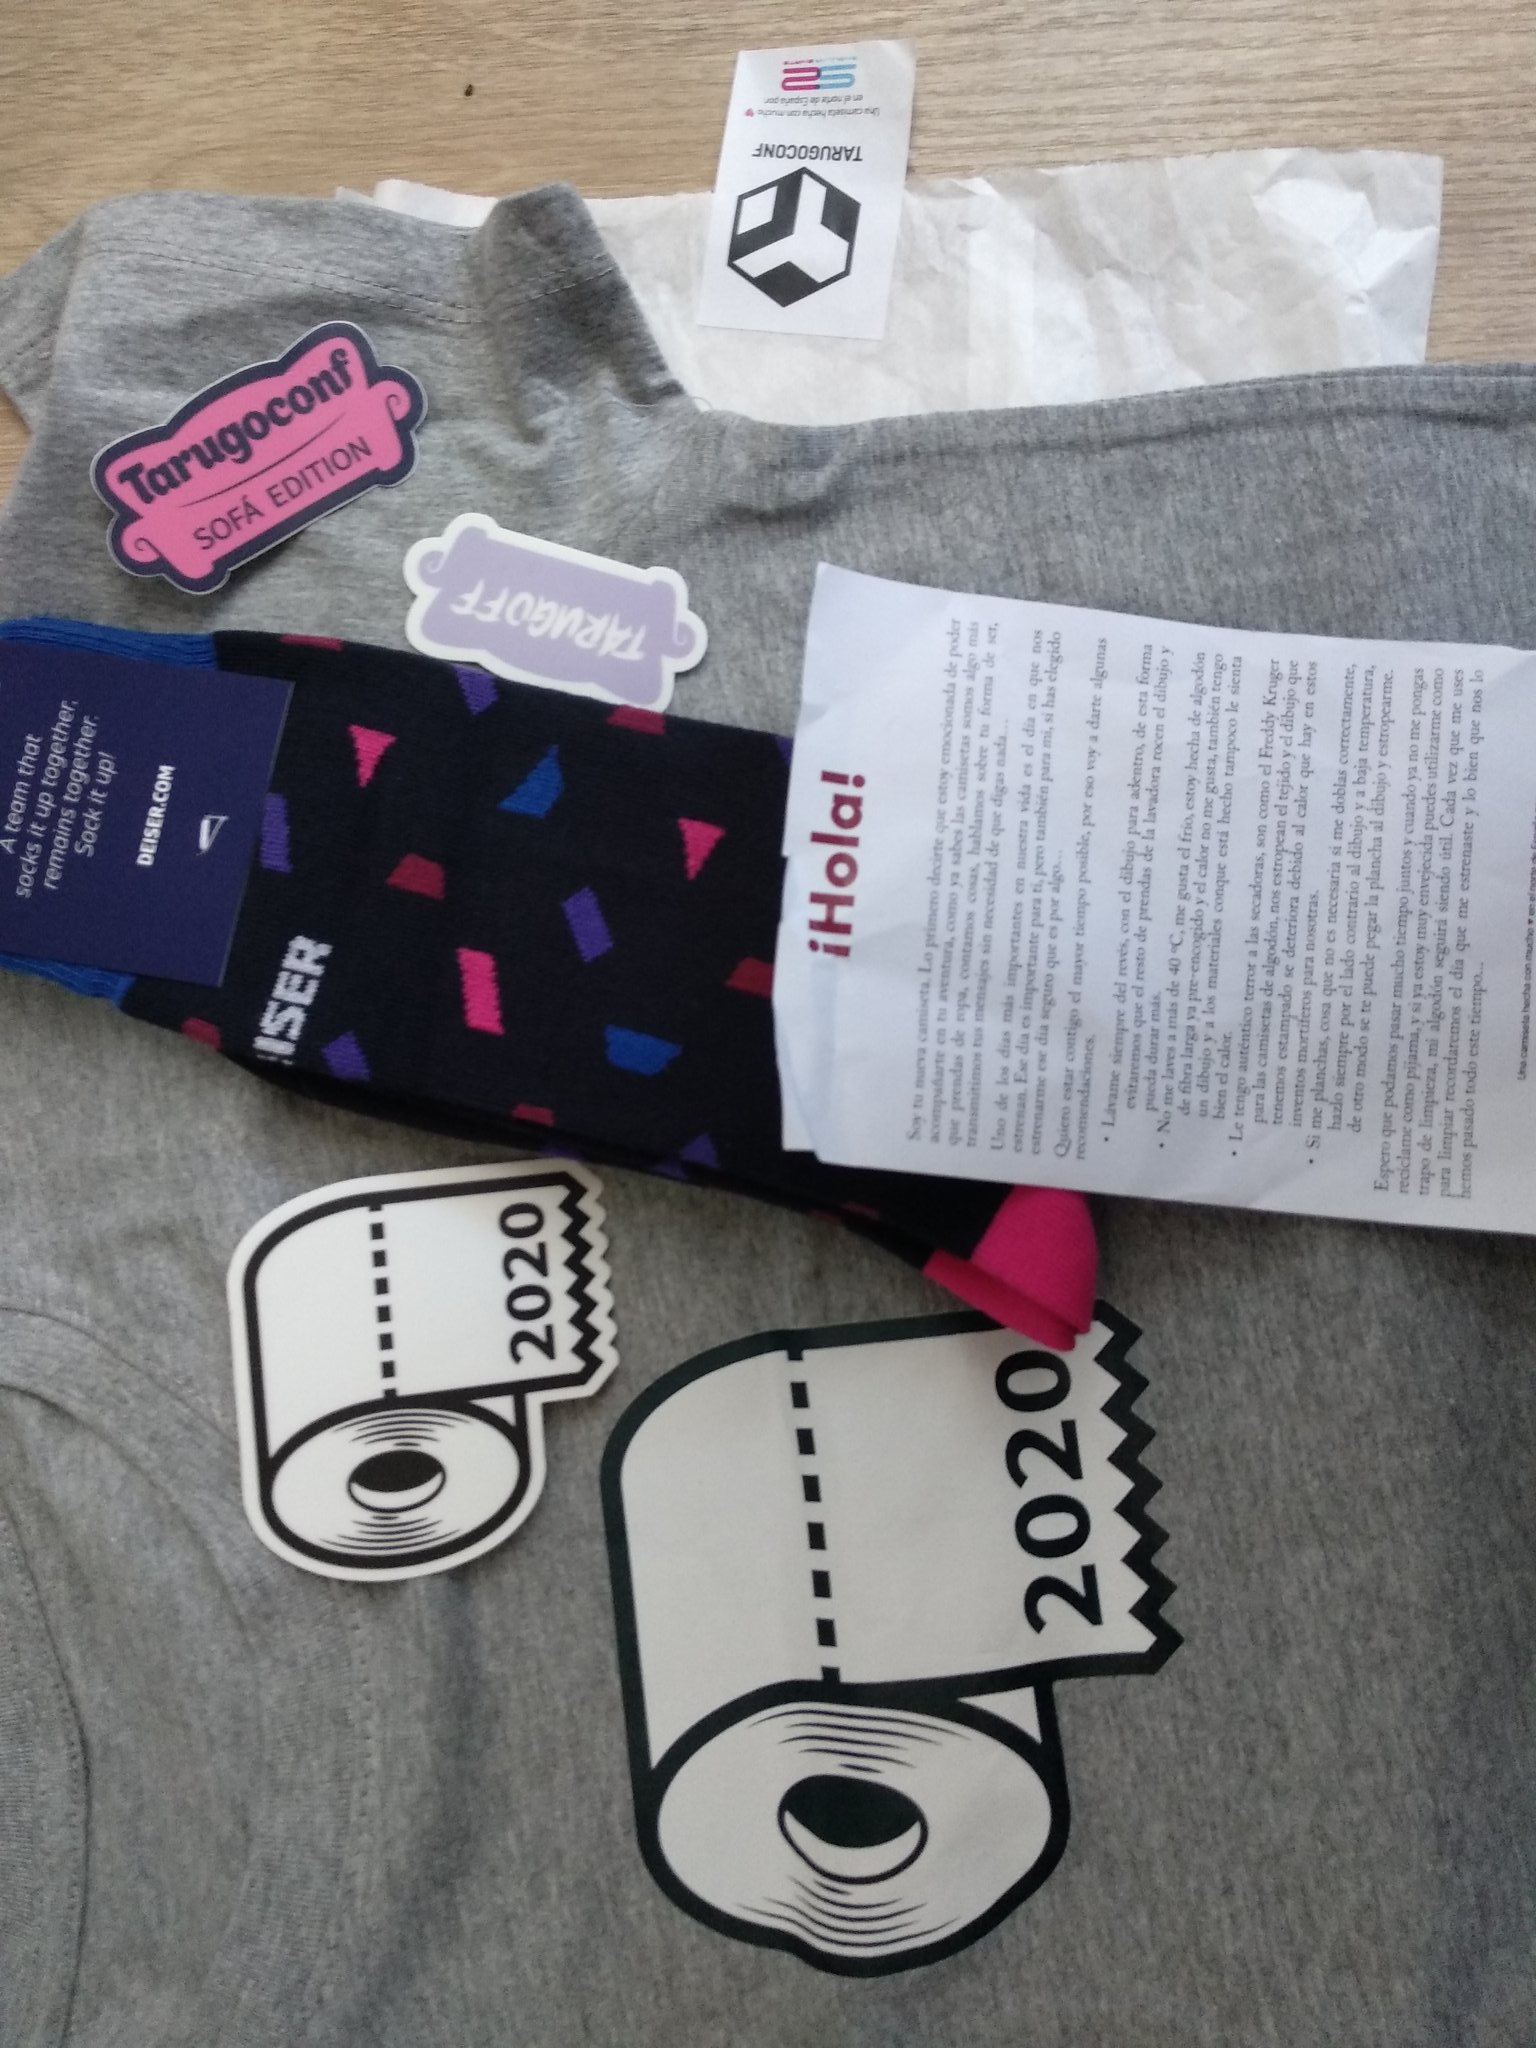 A team that
socks it up together,
remains together.
Sock it up!
DEISER.COM
ISER
Tarugoconf
SOFÁ EDITION
TARUGOFF
2020
2020
TARUGOCONF
Una camiseta hecha con mucho ♥
en el norte de España por
¡Hola!
Soy tu nueva camiseta. Lo primero decirte que estoy emocionada de poder
acompañarte en tu aventura, como ya sabes las camisetas somos algo más
que prendas de ropa, contamos cosas, hablamos sobre tu forma de ser,
transmitimos tus mensajes sin necesidad de que digas nada...
Uno de los días más importantes en nuestra vida es el día en que nos
estrenan. Ese día es importante para ti, pero también para mi, si has elegido
estrenarme ese día seguro que es por algo...
Quiero estar contigo el mayor tiempo posible, por eso voy a darte algunas
recomendaciones.
• Lávame siempre del revés, con el dibujo para adentro, de esta forma
evitaremos que el resto de prendas de la lavadora rocen el dibujo y
pueda durar más.
• No me laves a más de 40 ºC, me gusta el frío, estoy hecha de algodón
de fibra larga ya pre-encogido y el calor no me gusta, también tengo
un dibujo y a los materiales conque está hecho tampoco le sienta
bien el calor.
• Le tengo auténtico terror a las secadoras, son como el Freddy Kruger
para las camisetas de algodón, nos estropean el tejido y el dibujo que
tenemos estampado se deteriora debido al calor que hay en estos
inventos mortíferos para nosotras.
• Si me planchas, cosa que no es necesaria si me doblas correctamente,
hazlo siempre por el lado contrario al dibujo y a baja temperatura,
de otro modo se te puede pegar la plancha al dibujo y estropearme.
Espero que podamos pasar mucho tiempo juntos y cuando ya no me pongas
recíclame como pijama, y si ya estoy muy envejecida puedes utilizarme como
trapo de limpieza, mi algodón seguirá siendo útil. Cada vez que me uses
para limpiar recordaremos el día que me estrenaste y lo bien que nos lo
hemos pasado todo este tiempo...
Una camiseta hecha con mucho ♥ en el norte de España